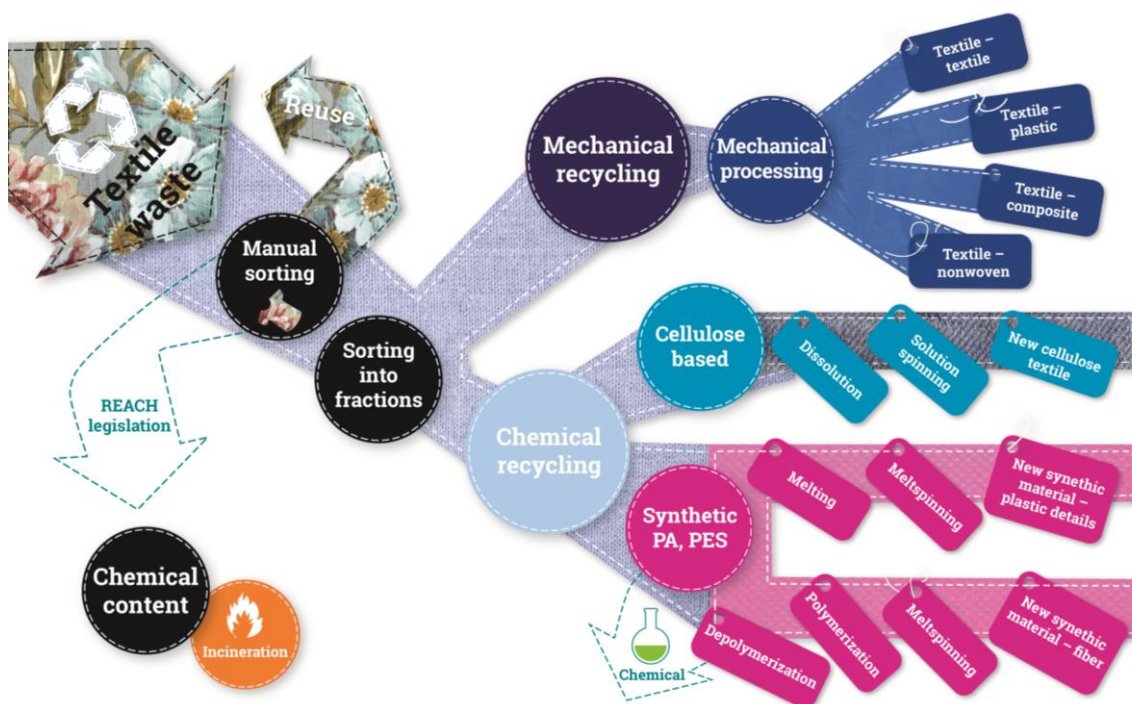 Textile
waste
Reuse
Manual
sorting
Sorting
into
fractions
REACH
legislation
Chemical
content
Incineration
Mechanical
recycling
Mechanical
processing
Textile –
textile
Textile –
plastic
Textile –
composite
Textile –
nonwoven
Chemical
recycling
Cellulose
based
Dissolution
Solution
spinning
New cellulose
textile
Synthetic
PA, PES
Melting
Meltspinning
New synethic
material –
plastic details
Chemical
Depolymerization
Polymerization
Meltspinning
New synethic
material – fiber